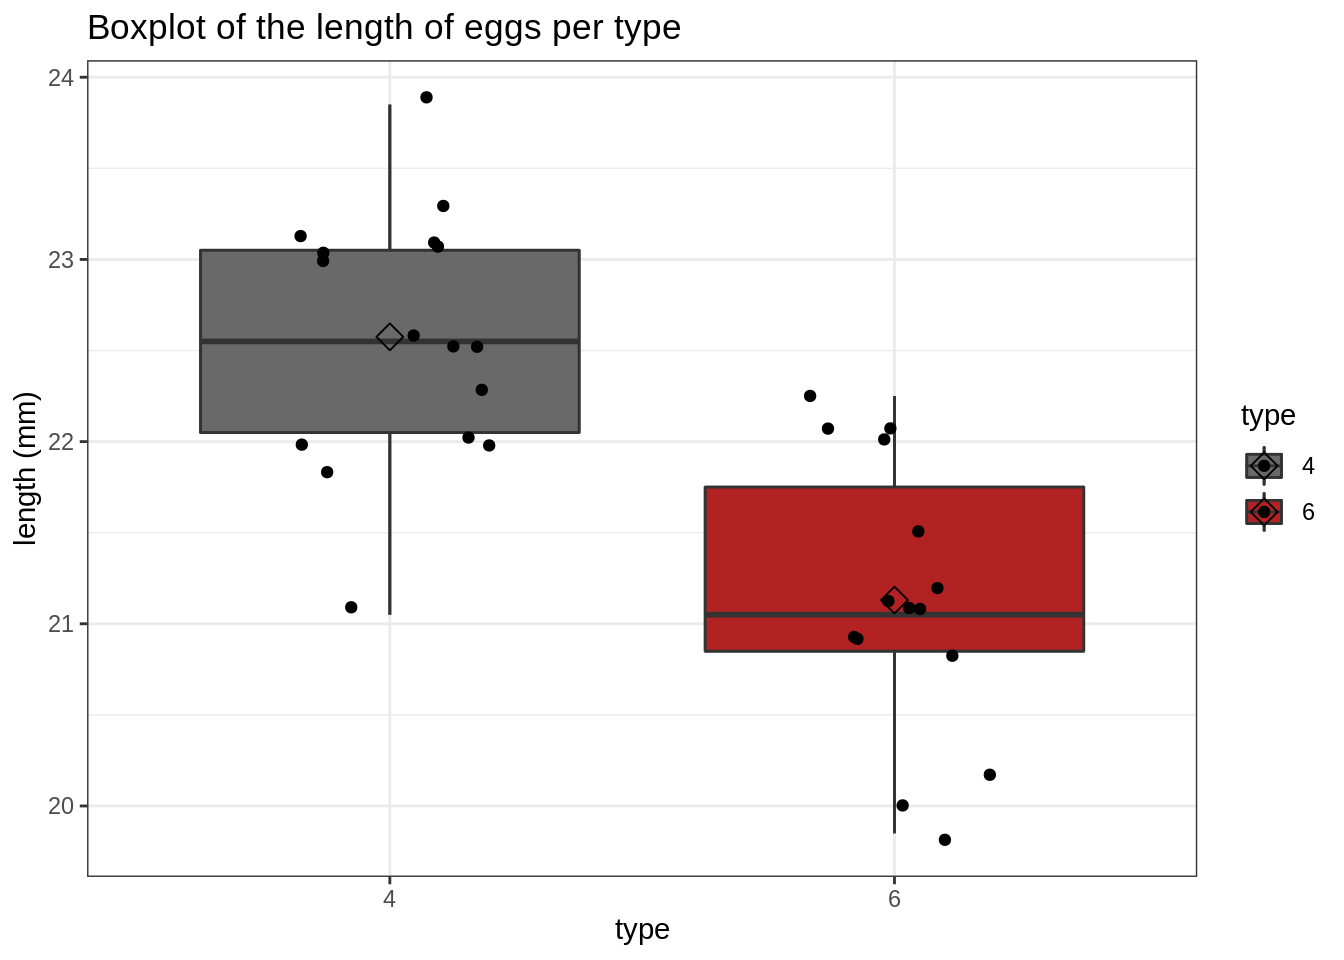 Boxplot of the length of eggs per type
24
23
22
21
20
length (mm)
4
6
type
type
4
6